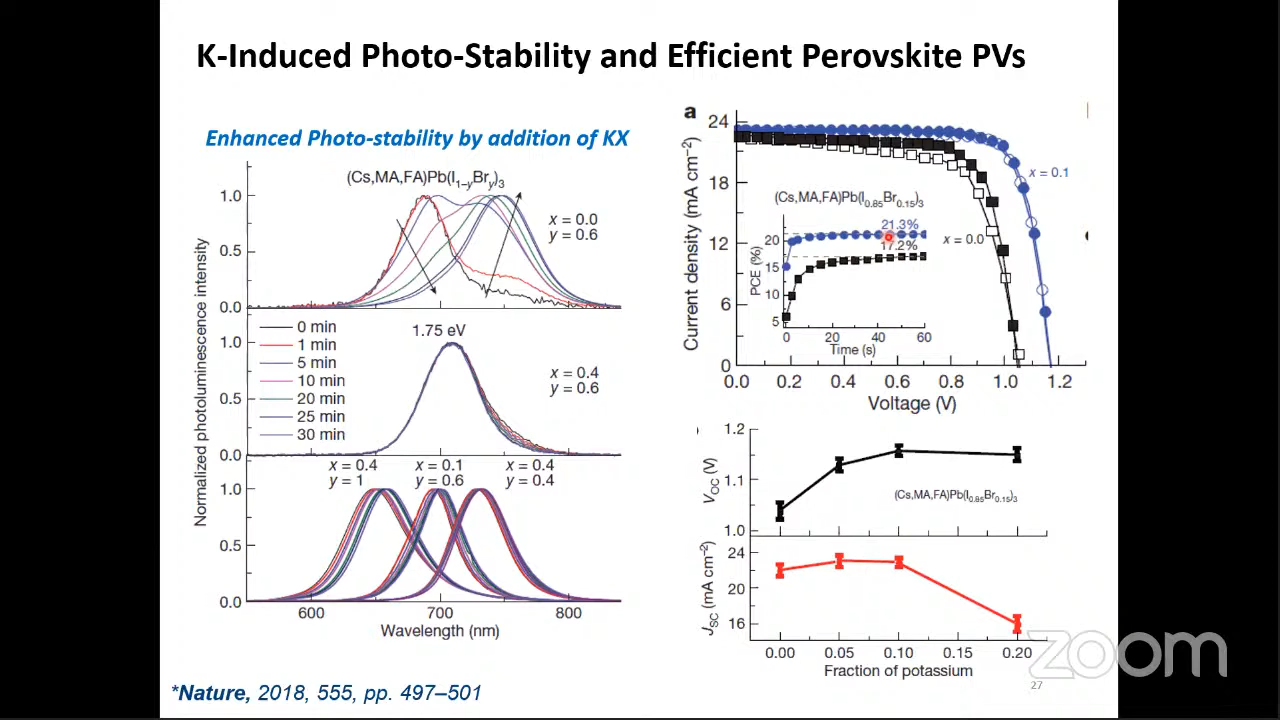 K-Induced Photo-Stability and Efficient Perovskite PVs
Enhanced Photo-stability by addition of KX
(Cs,MA,FA)Pb(I1–yBry)3
x = 0.0
y = 0.6
1.0
0.5
0.0
0 min
1 min
5 min
10 min
20 min
25 min
30 min
1.75 eV
x = 0.4
y = 0.6
1.0
0.5
0.0
x = 0.4
y = 1
x = 0.1
y = 0.6
x = 0.4
y = 0.4
1.0
0.5
0.0
600
700
800
Normalized photoluminescence intensity
Wavelength (nm)
a
24
18
12
6
0
Current density (mA cm−2)
x = 0.1
(Cs,MA,FA)Pb(I0.85Br0.15)3
21.3%
17.2%
x = 0.0
20
15
10
5
PCE (%)
0
20
40
60
Time (s)
0.0
0.2
0.4
0.6
0.8
1.0
1.2
Voltage (V)
1.2
1.1
1.0
VOC (V)
(Cs,MA,FA)Pb(I0.85Br0.15)3
24
20
16
JSC (mA cm−2)
0.00
0.05
0.10
0.15
0.20
Fraction of potassium
zoom
27
*Nature, 2018, 555, pp. 497–501